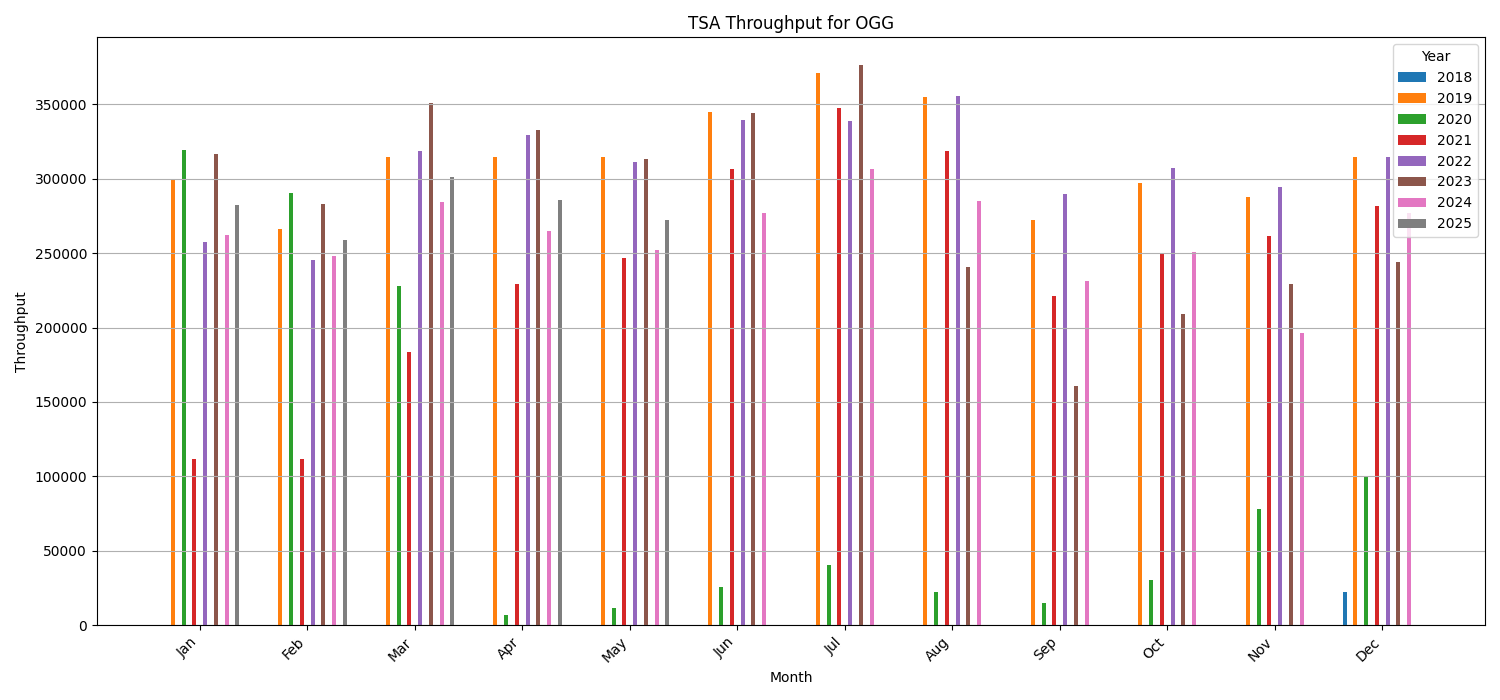 TSA Throughput for OGG
Year
2018
2019
2020
2021
2022
2023
2024
2025
350000
300000
250000
200000
150000
100000
50000
0
Throughput
Jan
Feb
Mar
Apr
May
Jun
Jul
Aug
Sep
Oct
Nov
Dec
Month